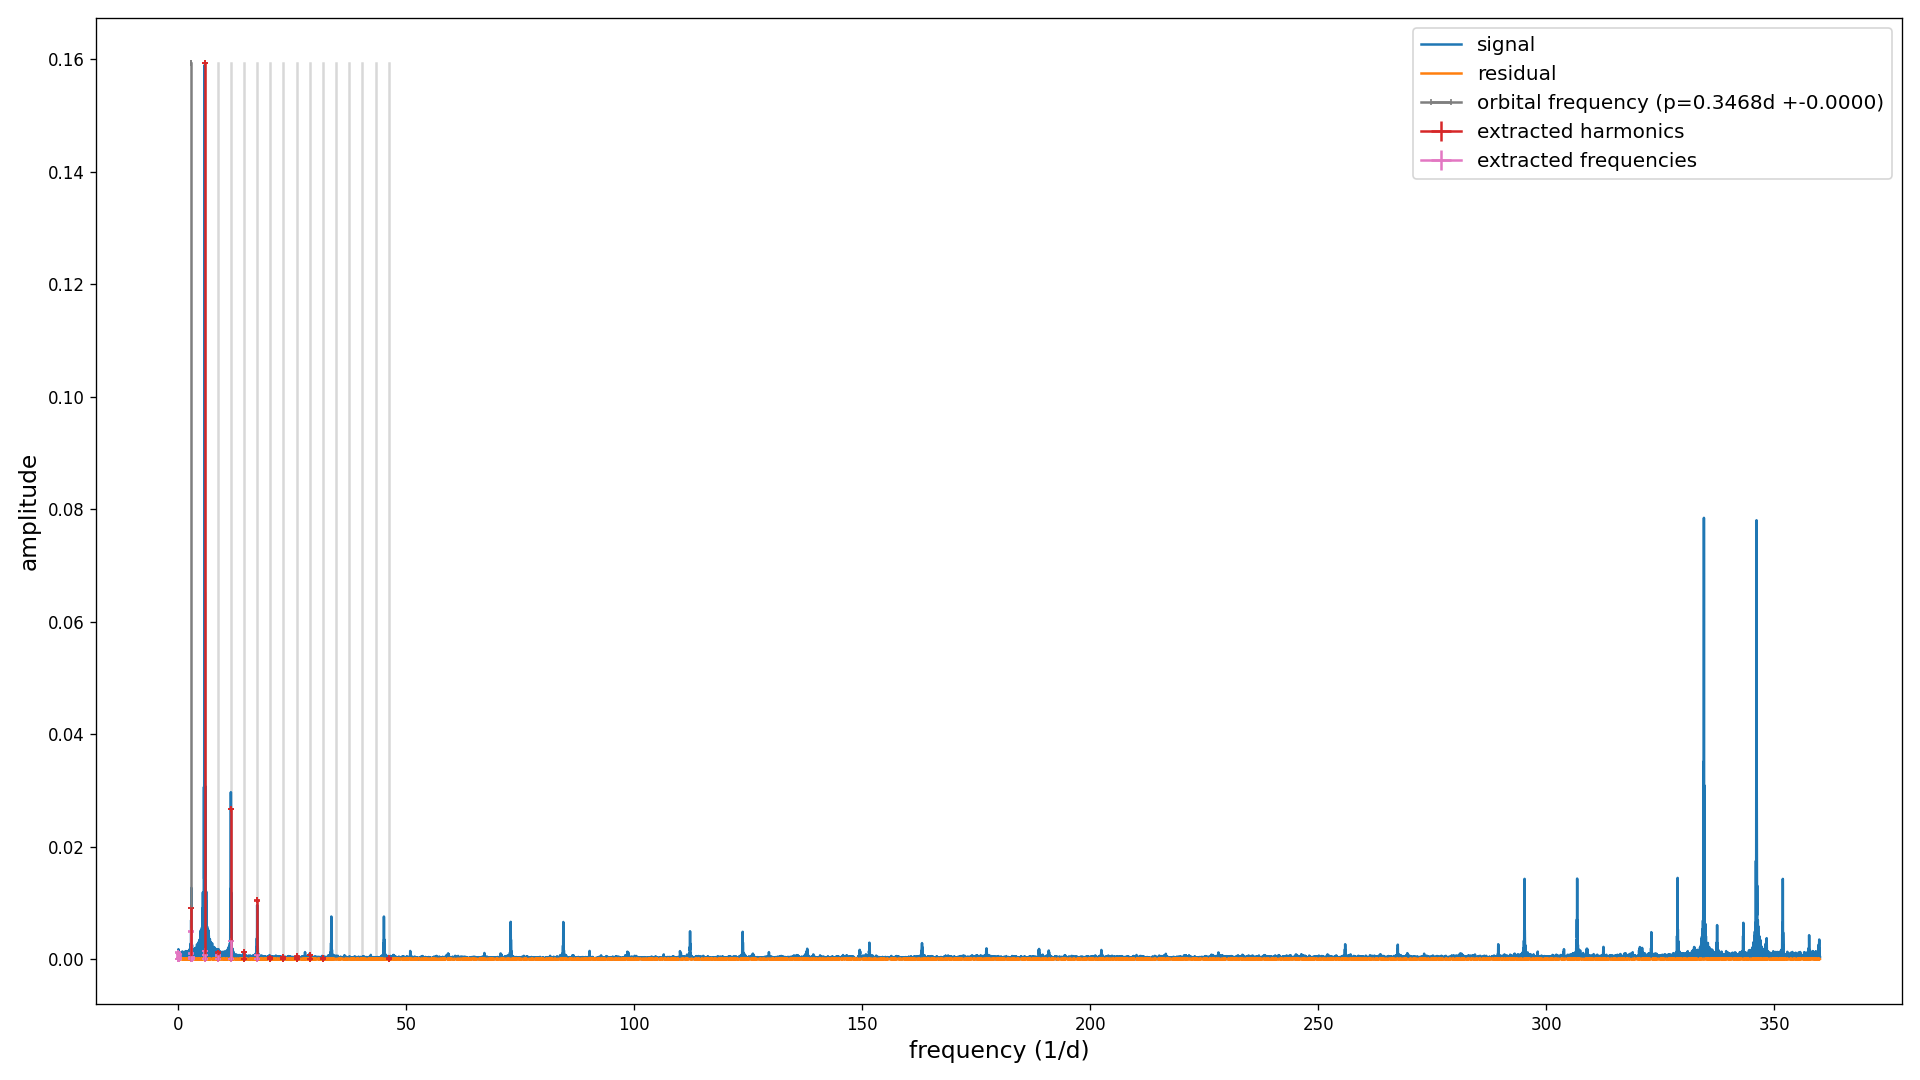 signal
residual
orbital frequency (p=0.3468d +-0.0000)
extracted harmonics
extracted frequencies
0.16
0.14
0.12
0.10
0.08
0.06
0.04
0.02
0.00
amplitude
0 50 100 150 200 250 300 350
frequency (1/d)